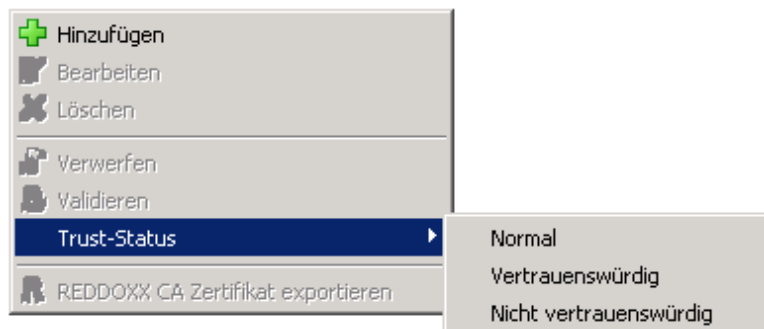 Hinzufügen
Bearbeiten
Löschen
Verwerfen
Validieren
Trust-Status
Normal
Vertrauenswürdig
Nicht vertrauenswürdig
REDDOXX CA Zertifikat exportieren